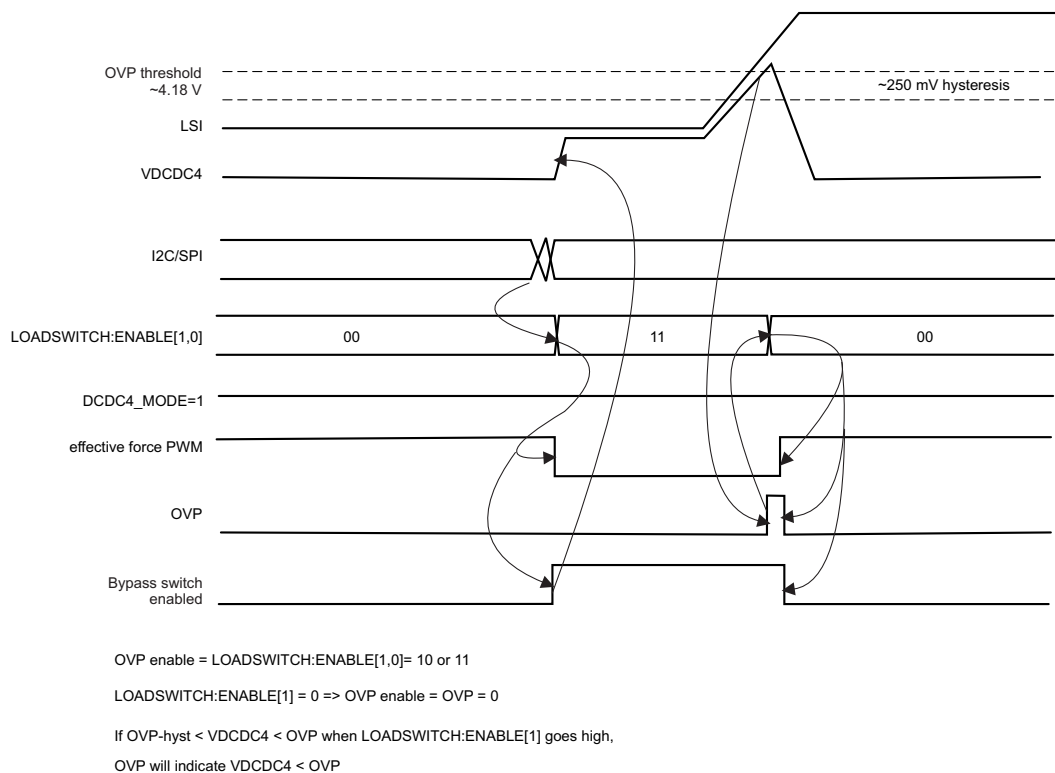 OVP threshold
~4.18 V
~250 mV hysteresis
LSI
VDCDC4
I2C/SPI
LOADSWITCH:ENABLE[1,0]
00
11
00
DCDC4_MODE=1
effective force PWM
OVP
Bypass switch
enabled
OVP enable = LOADSWITCH:ENABLE[1,0]= 10 or 11
LOADSWITCH:ENABLE[1] = 0 => OVP enable = OVP = 0
If OVP-hyst < VDCDC4 < OVP when LOADSWITCH:ENABLE[1] goes high,
OVP will indicate VDCDC4 < OVP